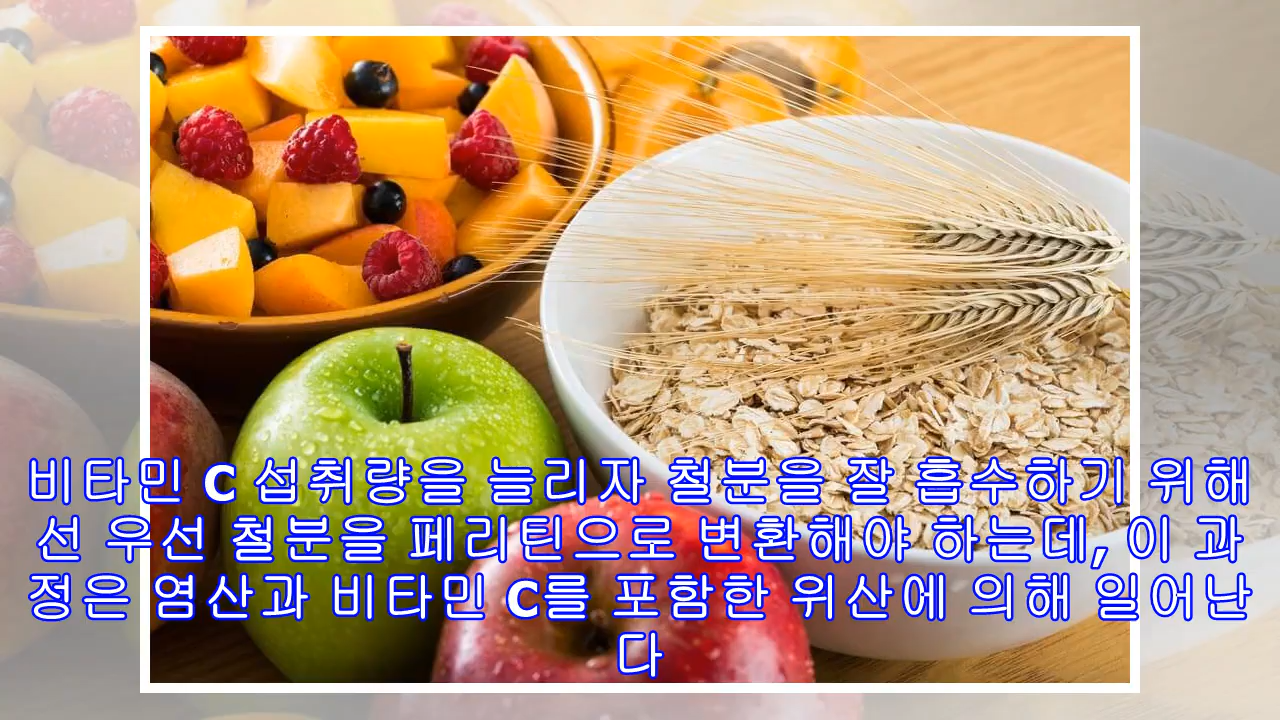 비타민 C 섭취량을 늘리자 철분을 잘 흡수하기 위해
선 우선 철분을 페리틴으로 변환해야 하는데, 이 과
정은 염산과 비타민 C를 포함한 위산에 의해 일어난
다